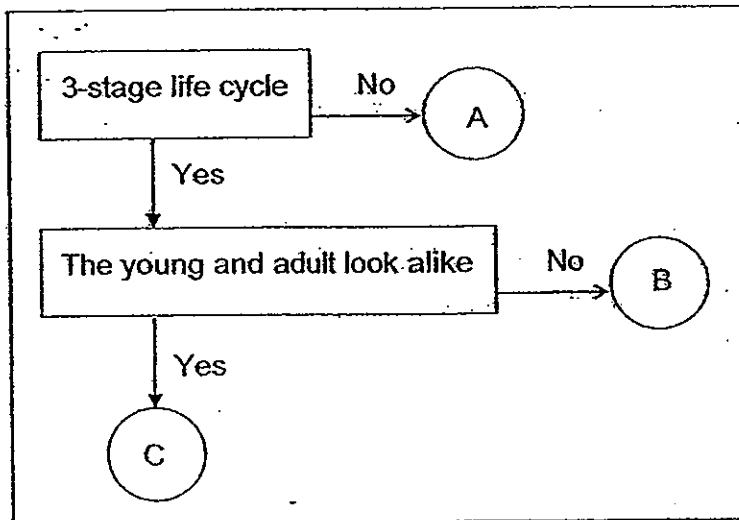 3-stage life cycle
No
A
Yes
The young and adult look alike
No
B
Yes
C